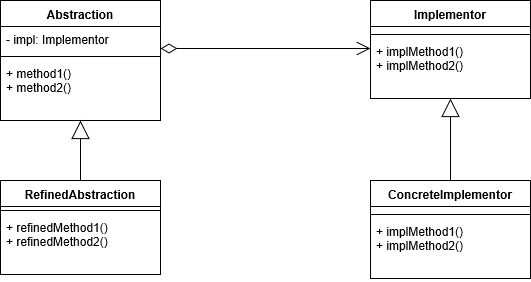 Abstraction
- impl: Implementor
+ method1()
+ method2()
Implementor
+ implMethod1()
+ implMethod2()
RefinedAbstraction
+ refinedMethod1()
+ refinedMethod2()
ConcreteImplementor
+ implMethod1()
+ implMethod2()